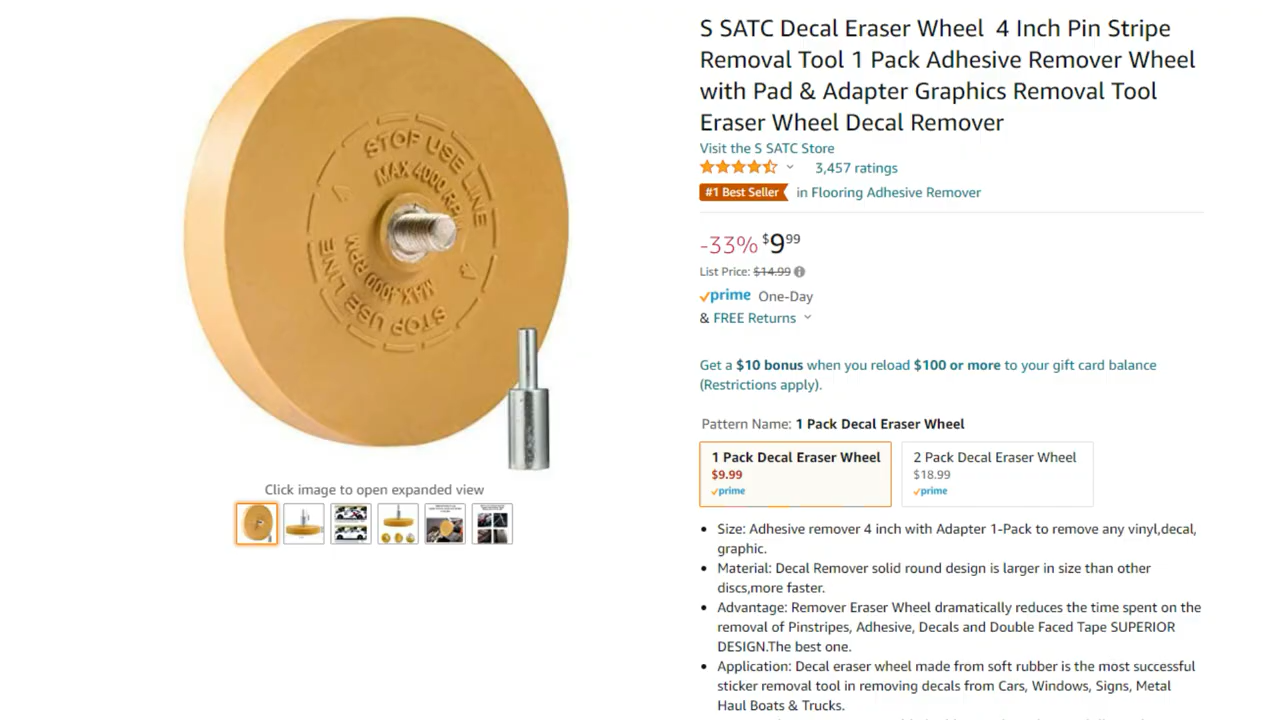 STOP USE LINE
MAX 4000 RPM
MAX 4000 RPM
STOP USE LINE
Click image to open expanded view
S SATC Decal Eraser Wheel 4 Inch Pin Stripe
Removal Tool 1 Pack Adhesive Remover Wheel
with Pad & Adapter Graphics Removal Tool
Eraser Wheel Decal Remover
Visit the S SATC Store
3,457 ratings
#1 Best Seller in Flooring Adhesive Remover
-33% $9⁹⁹
List Price: $14.99
prime One-Day
& FREE Returns
Get a $10 bonus when you reload $100 or more to your gift card balance
(Restrictions apply).
Pattern Name: 1 Pack Decal Eraser Wheel
1 Pack Decal Eraser Wheel
$9.99
prime
2 Pack Decal Eraser Wheel
$18.99
prime
• Size: Adhesive remover 4 inch with Adapter 1-Pack to remove any vinyl,decal,
graphic.
• Material: Decal Remover solid round design is larger in size than other
discs,more faster.
• Advantage: Remover Eraser Wheel dramatically reduces the time spent on the
removal of Pinstripes, Adhesive, Decals and Double Faced Tape SUPERIOR
DESIGN.The best one.
• Application: Decal eraser wheel made from soft rubber is the most successful
sticker removal tool in removing decals from Cars, Windows, Signs, Metal
Haul Boats & Trucks.